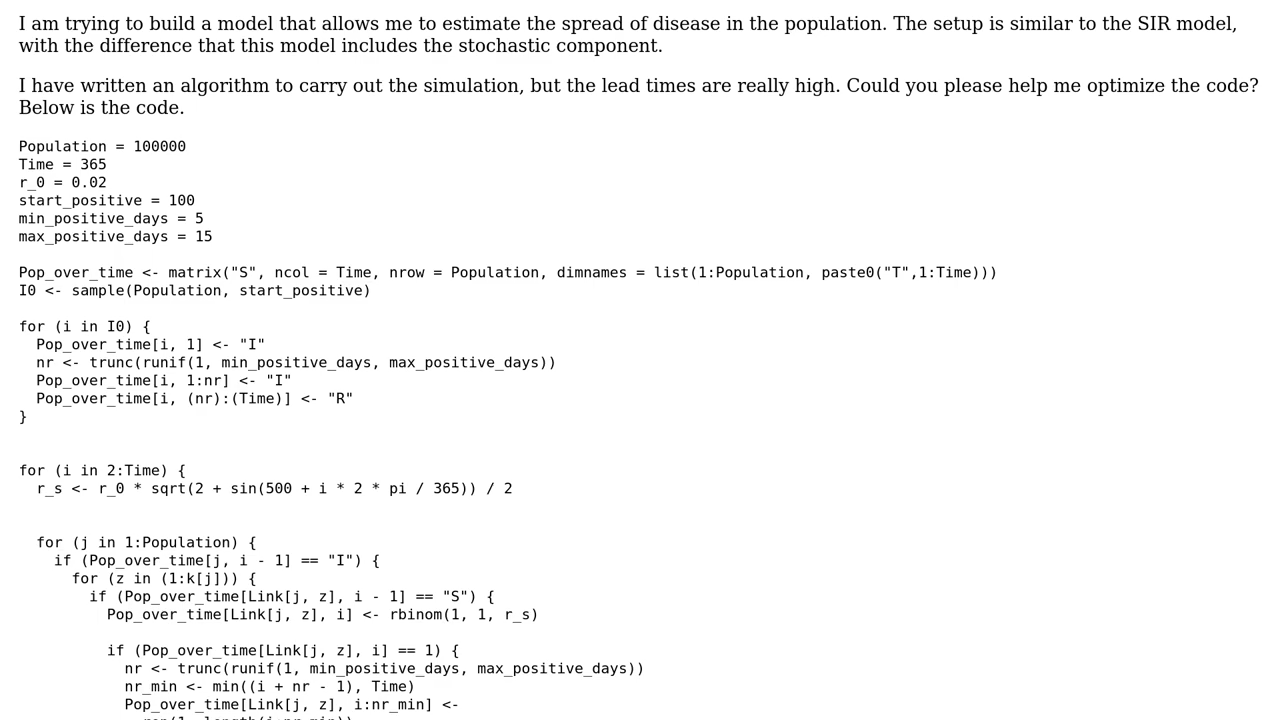 I am trying to build a model that allows me to estimate the spread of disease in the population. The setup is similar to the SIR model,
with the difference that this model includes the stochastic component.
I have written an algorithm to carry out the simulation, but the lead times are really high. Could you please help me optimize the code?
Below is the code.
Population = 100000
Time = 365
r_0 = 0.02
start_positive = 100
min_positive_days = 5
max_positive_days = 15
Pop_over_time <- matrix("S", ncol = Time, nrow = Population, dimnames = list(1:Population, paste0("T",1:Time)))
I0 <- sample(Population, start_positive)
for (i in I0) {
  Pop_over_time[i, 1] <- "I"
  nr <- trunc(runif(1, min_positive_days, max_positive_days))
  Pop_over_time[i, 1:nr] <- "I"
  Pop_over_time[i, (nr):(Time)] <- "R"
}
for (i in 2:Time) {
  r_s <- r_0 * sqrt(2 + sin(500 + i * 2 * pi / 365)) / 2
  for (j in 1:Population) {
    if (Pop_over_time[j, i - 1] == "I") {
      for (z in (1:k[j])) {
        if (Pop_over_time[Link[j, z], i - 1] == "S") {
          Pop_over_time[Link[j, z], i] <- rbinom(1, 1, r_s)
          if (Pop_over_time[Link[j, z], i] == 1) {
            nr <- trunc(runif(1, min_positive_days, max_positive_days))
            nr_min <- min((i + nr - 1), Time)
            Pop_over_time[Link[j, z], i:nr_min] <-